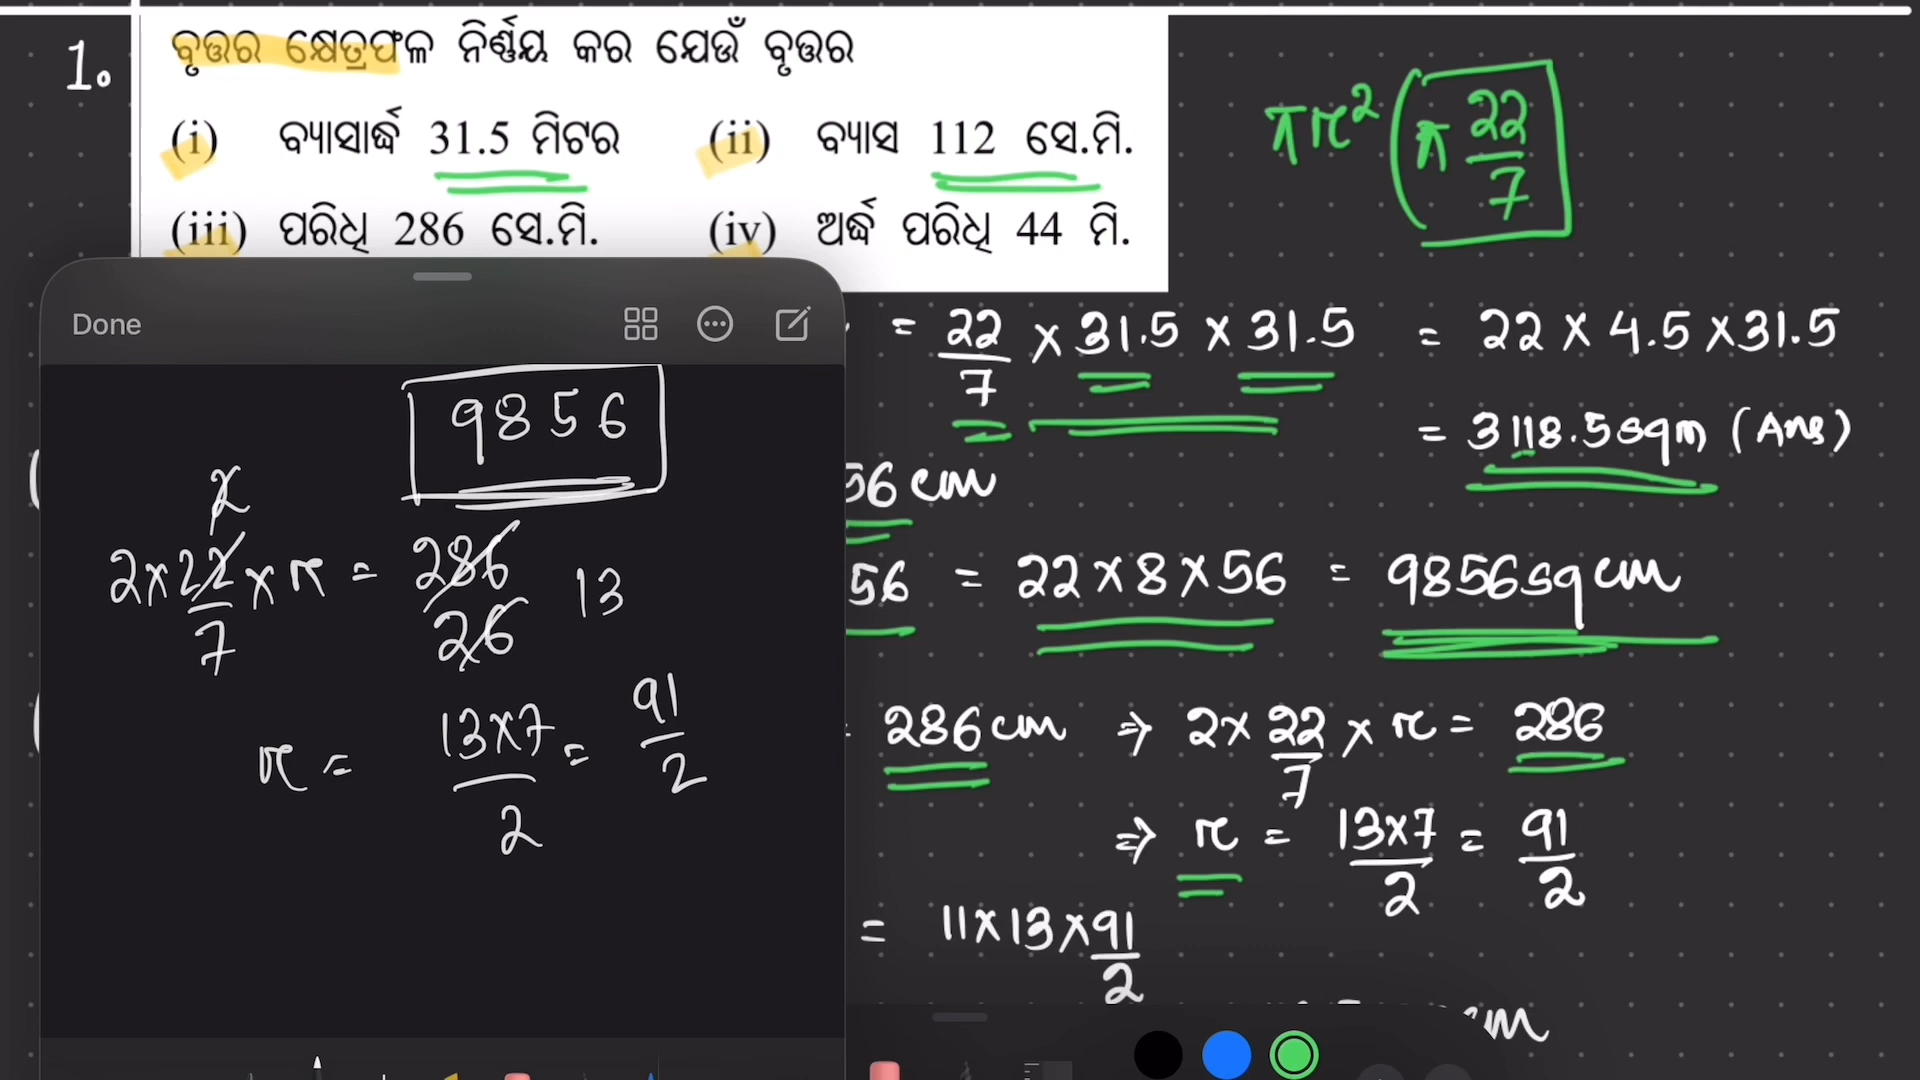 1.
ବୃତ୍ତର କ୍ଷେତ୍ରଫଳ ନିର୍ଣ୍ଣୟ କର ଯେଉଁ ବୃତ୍ତର
(i) ବ୍ୟାସାର୍ଦ୍ଧ 31.5 ମିଟର (ii) ବ୍ୟାସ 112 ସେ.ମି.
(iii) ପରିଧି 286 ସେ.ମି. (iv) ଅର୍ଦ୍ଧ ପରିଧି 44 ମି.
πr² (π 22/7
Done
9856
2
2×22/7 × r = 286/26 13
r = 13×7/2 = 91/2
= 22/7 × 31.5 × 31.5 = 22 × 4.5 × 31.5
= 3118.5 sqm (Ans)
56 cm
56 = 22×8×56 = 9856 sq cm
= 286 cm ⇒ 2× 22/7 × r = 286
⇒ r = 13×7/2 = 91/2
= 11×13×91/2
cm